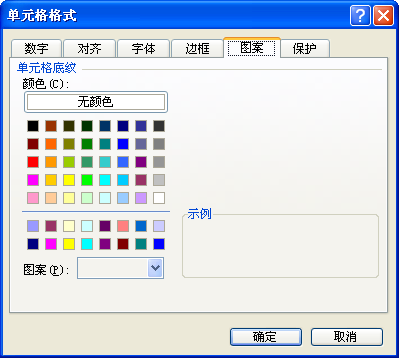 单元格格式
数字 对齐 字体 边框 图案 保护
单元格底纹
颜色(C):
无颜色
示例
图案(P):
确定 取消